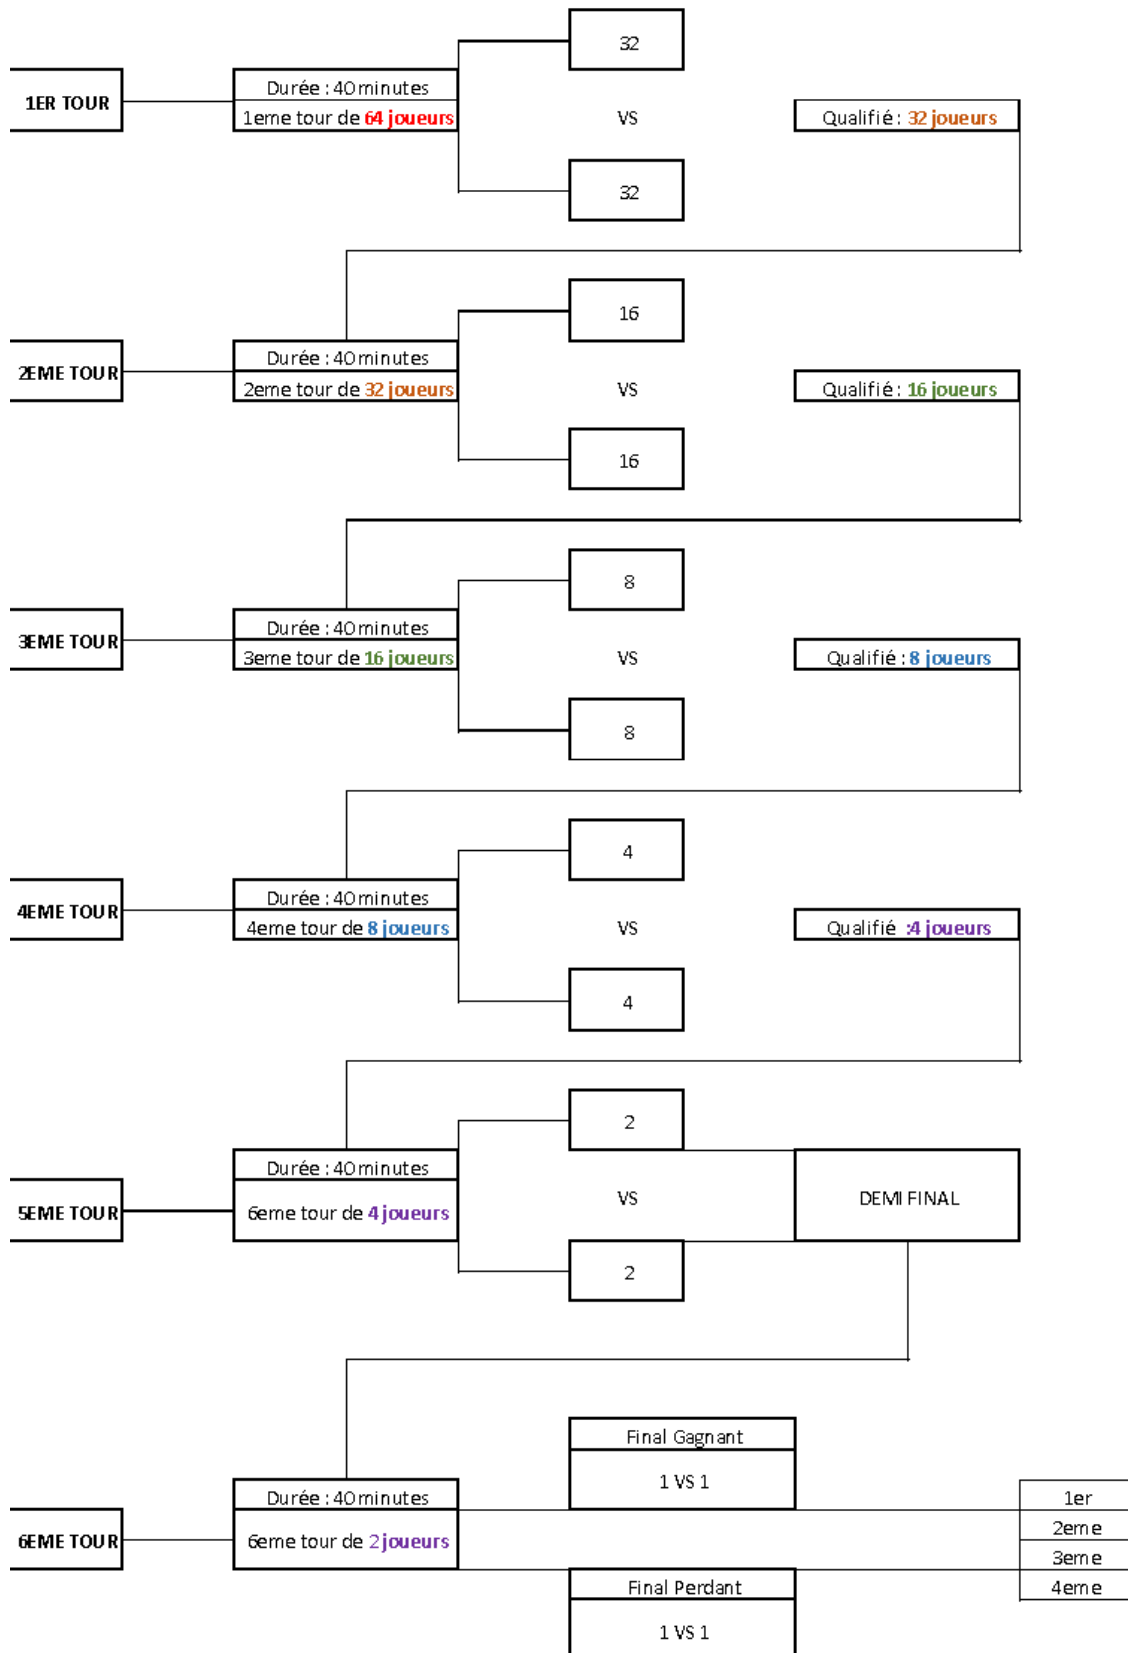 32
Durée : 40 minutes
1ER TOUR
1eme tour de 64 joueurs
VS
Qualifié : 32 joueurs
32
16
Durée : 40 minutes
2EME TOUR
2eme tour de 32 joueurs
VS
Qualifié : 16 joueurs
16
8
Durée : 40 minutes
3EME TOUR
3eme tour de 16 joueurs
VS
Qualifié : 8 joueurs
8
4
Durée : 40 minutes
4EME TOUR
4eme tour de 8 joueurs
VS
Qualifié :4 joueurs
4
2
Durée : 40 minutes
5EME TOUR
6eme tour de 4 joueurs
VS
DEMI FINAL
2
Final Gagnant
1 VS 1
Durée : 40 minutes
6EME TOUR
6eme tour de 2 joueurs
1er
2eme
3eme
4eme
Final Perdant
1 VS 1